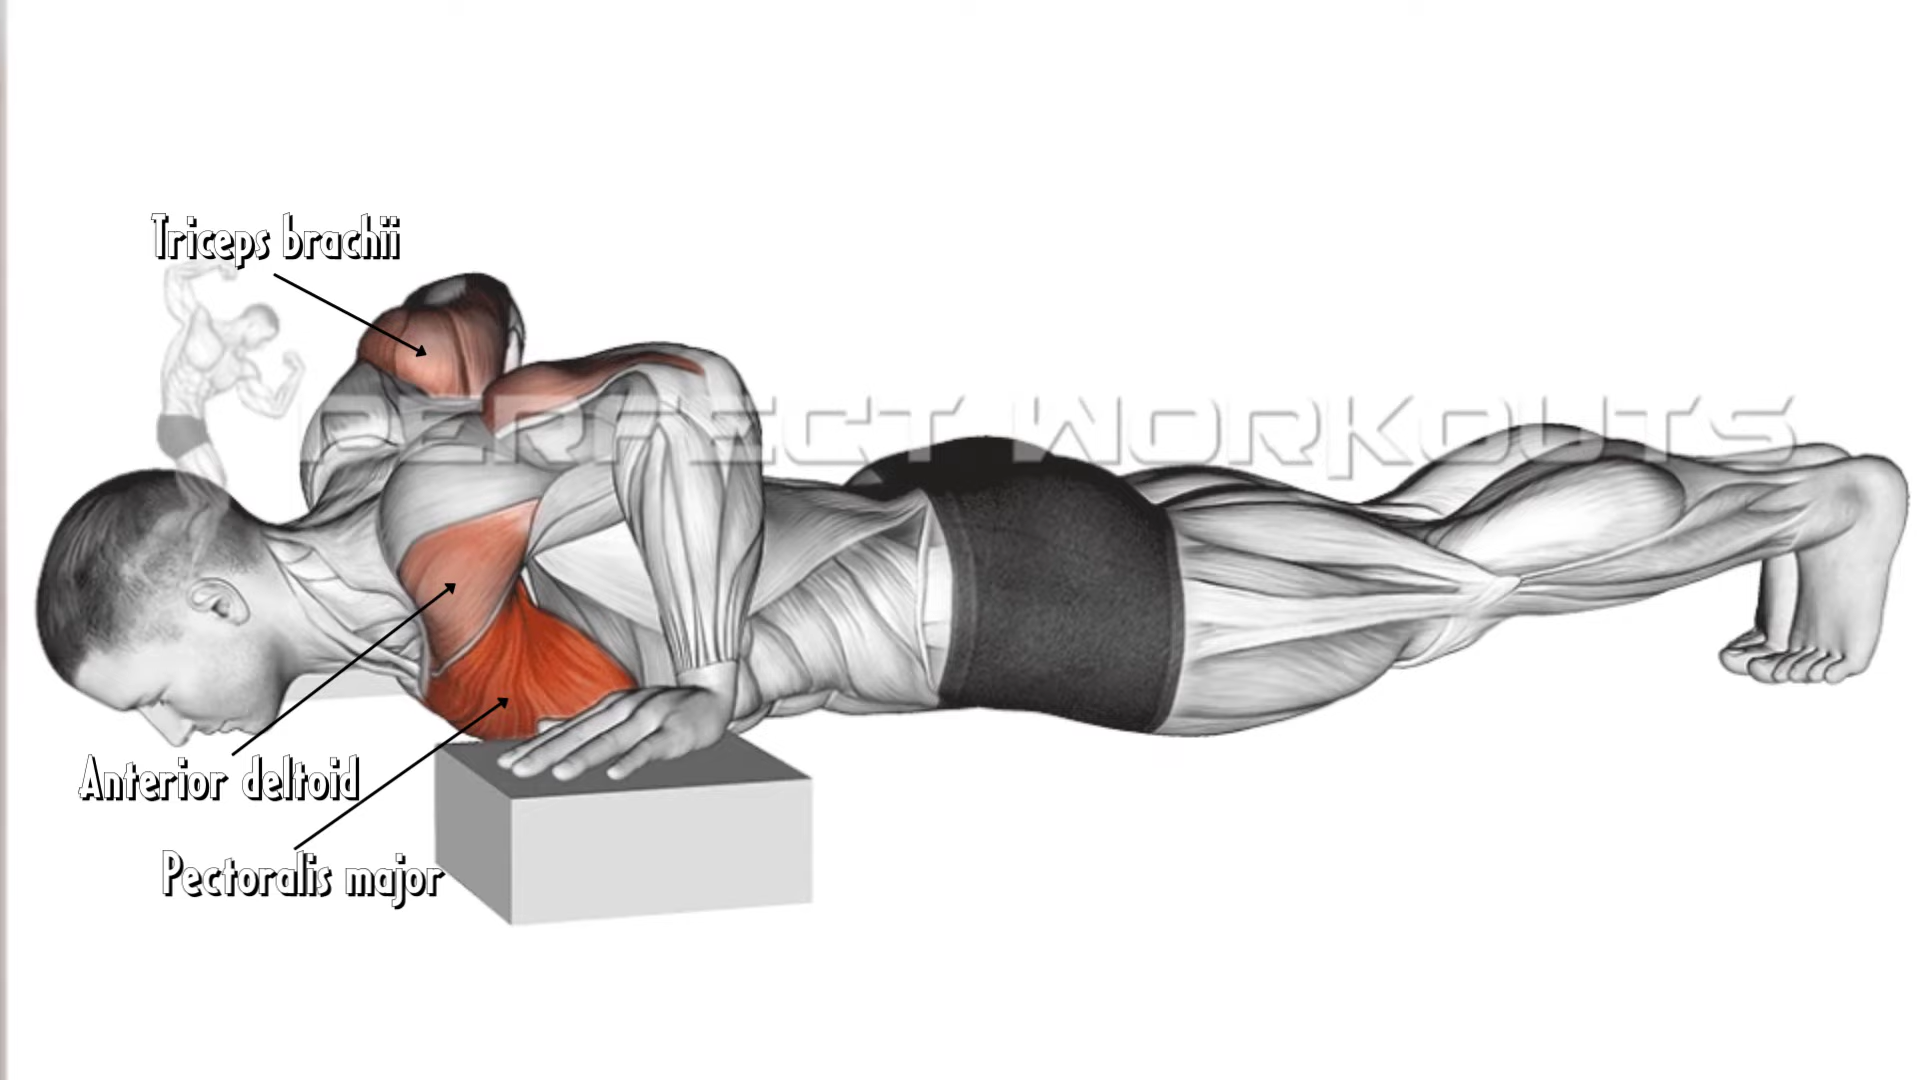 Triceps brachii
PERFECT WORKOUTS
Anterior deltoid
Pectoralis major